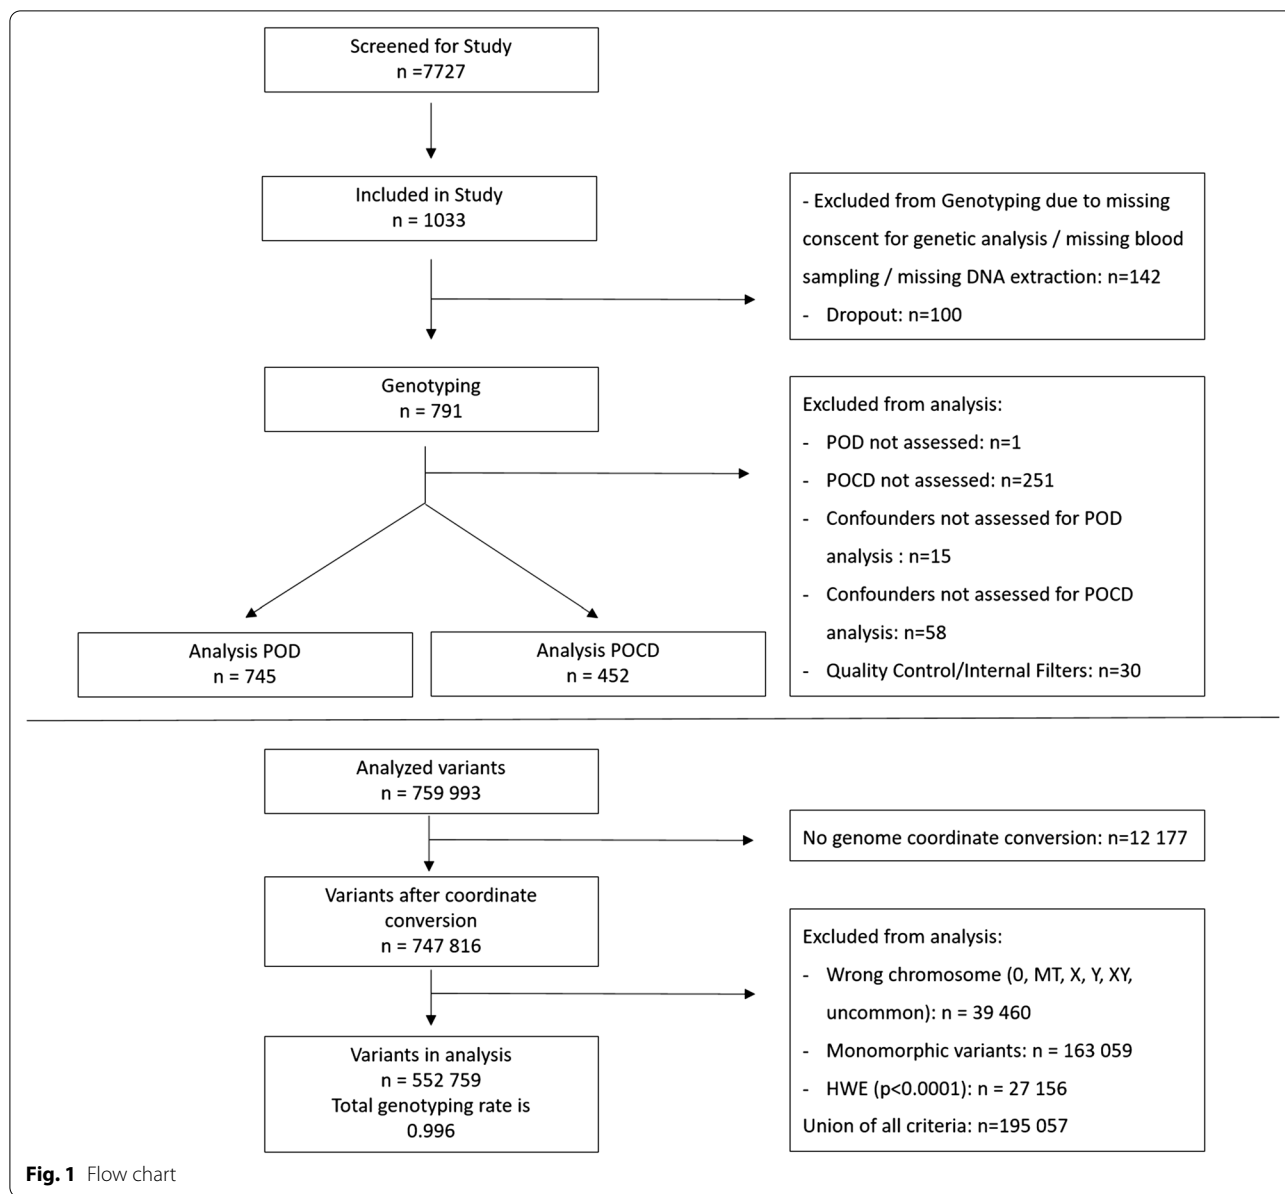 Screened for Study
n =7727
Included in Study
n = 1033
- Excluded from Genotyping due to missing
conscent for genetic analysis / missing blood
sampling / missing DNA extraction: n=142
- Dropout: n=100
Genotyping
n = 791
Excluded from analysis:
- POD not assessed: n=1
- POCD not assessed: n=251
- Confounders not assessed for POD
analysis : n=15
- Confounders not assessed for POCD
analysis: n=58
- Quality Control/Internal Filters: n=30
Analysis POD
n = 745
Analysis POCD
n = 452
Analyzed variants
n = 759 993
No genome coordinate conversion: n=12 177
Variants after coordinate
conversion
n = 747 816
Excluded from analysis:
- Wrong chromosome (0, MT, X, Y, XY,
uncommon): n = 39 460
- Monomorphic variants: n = 163 059
- HWE (p<0.0001): n = 27 156
Union of all criteria: n=195 057
Variants in analysis
n = 552 759
Total genotyping rate is
0.996
Fig. 1 Flow chart